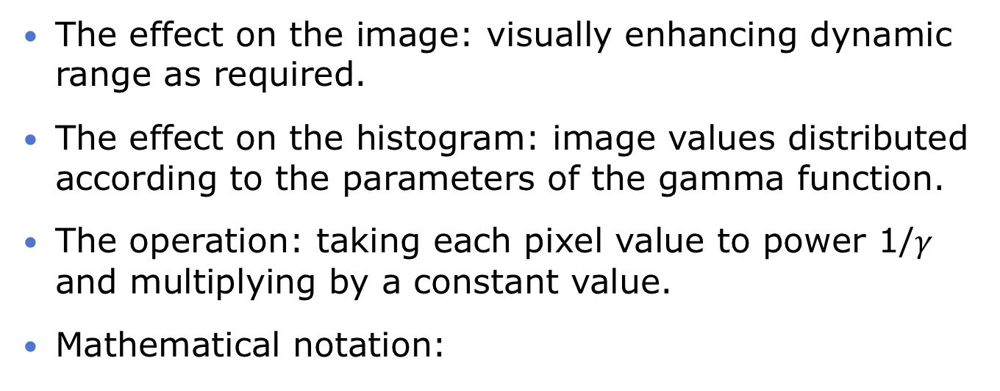 • The effect on the image: visually enhancing dynamic
range as required.
• The effect on the histogram: image values distributed
according to the parameters of the gamma function.
• The operation: taking each pixel value to power 1/γ
and multiplying by a constant value.
• Mathematical notation: